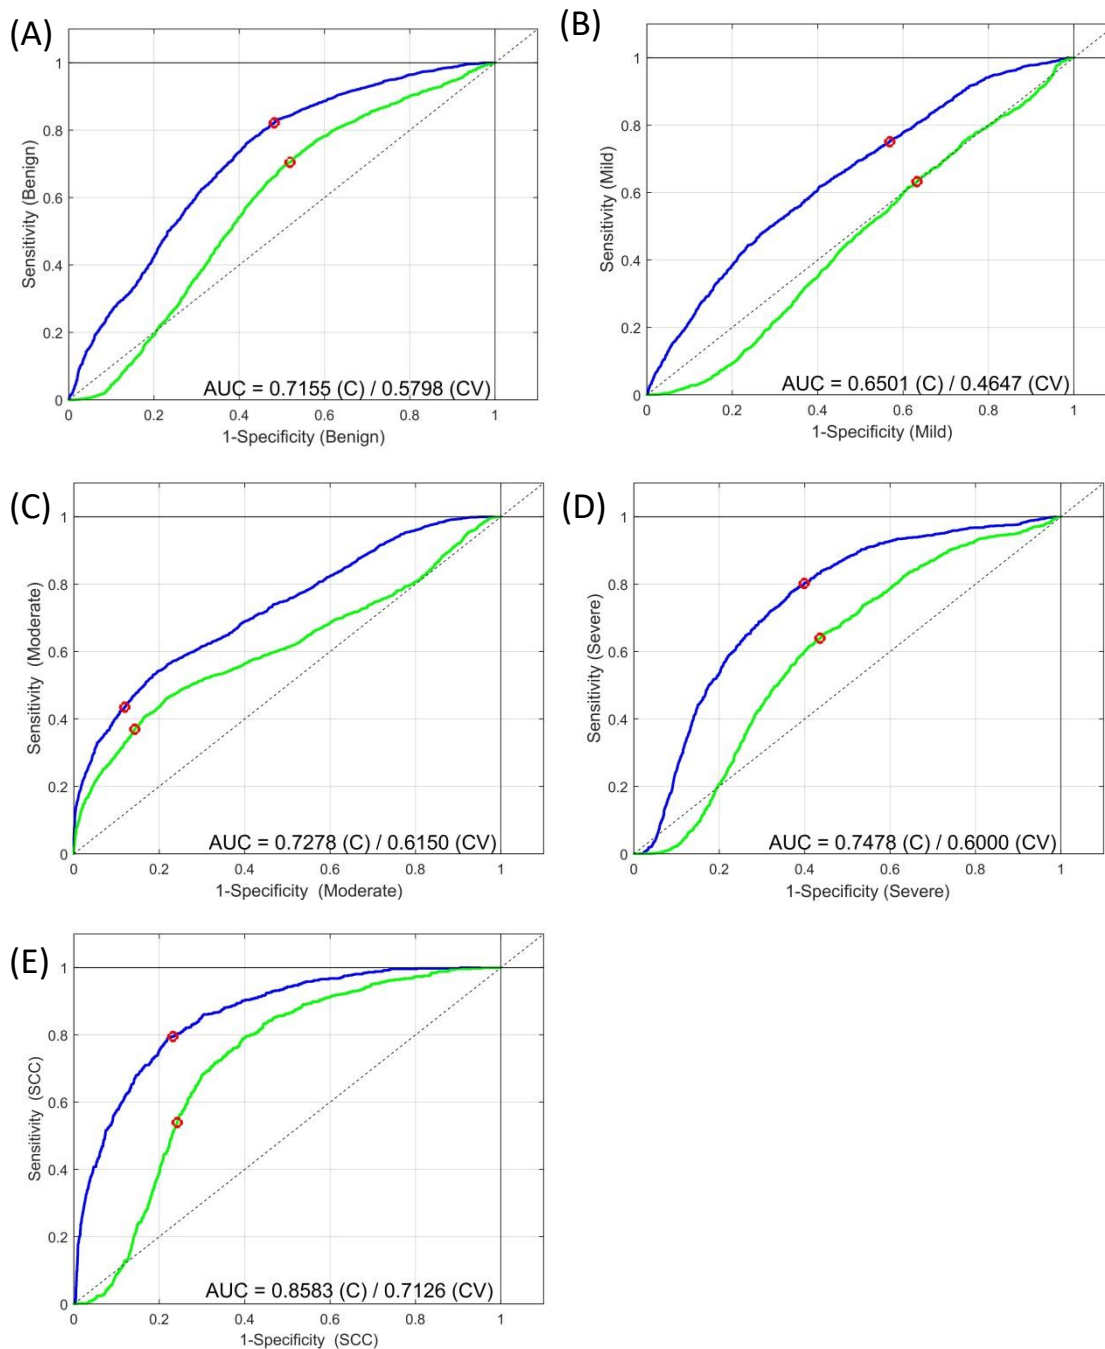 (A)
1
0.8
0.6
0.4
0.2
0
Sensitivity (Benign)
AUC = 0.7155 (C) / 0.5798 (CV)
0 0.2 0.4 0.6 0.8 1
1-Specificity (Benign)
(B)
1
0.8
0.6
0.4
0.2
0
Sensitivity (Mild)
AUC = 0.6501 (C) / 0.4647 (CV)
0 0.2 0.4 0.6 0.8 1
1-Specificity (Mild)
(C)
1
0.8
0.6
0.4
0.2
0
Sensitivity (Moderate)
AUC = 0.7278 (C) / 0.6150 (CV)
0 0.2 0.4 0.6 0.8 1
1-Specificity (Moderate)
(D)
1
0.8
0.6
0.4
0.2
0
Sensitivity (Severe)
AUC = 0.7478 (C) / 0.6000 (CV)
0 0.2 0.4 0.6 0.8 1
1-Specificity (Severe)
(E)
1
0.8
0.6
0.4
0.2
0
Sensitivity (SCC)
AUC = 0.8583 (C) / 0.7126 (CV)
0 0.2 0.4 0.6 0.8 1
1-Specificity (SCC)